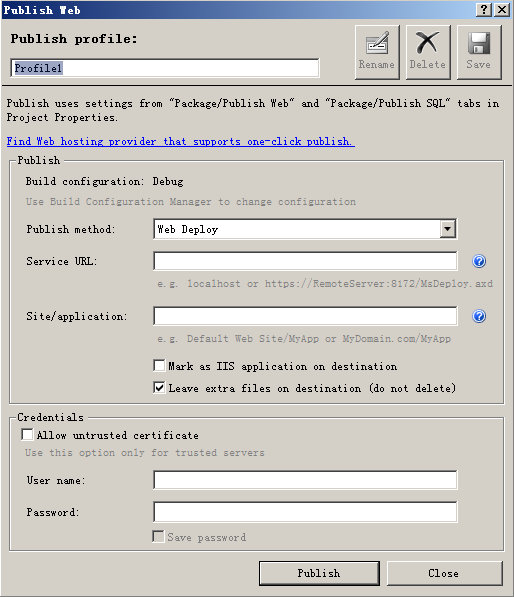 Publish Web
Publish profile:
Rename
Delete
Save
Profile1
Publish uses settings from "Package/Publish Web" and "Package/Publish SQL" tabs in
Project Properties.
Find Web hosting provider that supports one-click publish.
Publish
Build configuration: Debug
Use Build Configuration Manager to change configuration
Publish method:
Web Deploy
Service URL:
e.g. localhost or https://RemoteServer:8172/MsDeploy.axd
Site/application:
e.g. Default Web Site/MyApp or MyDomain.com/MyApp
Mark as IIS application on destination
Leave extra files on destination (do not delete)
Credentials
Allow untrusted certificate
Use this option only for trusted servers
User name:
Password:
Save password
Publish
Close